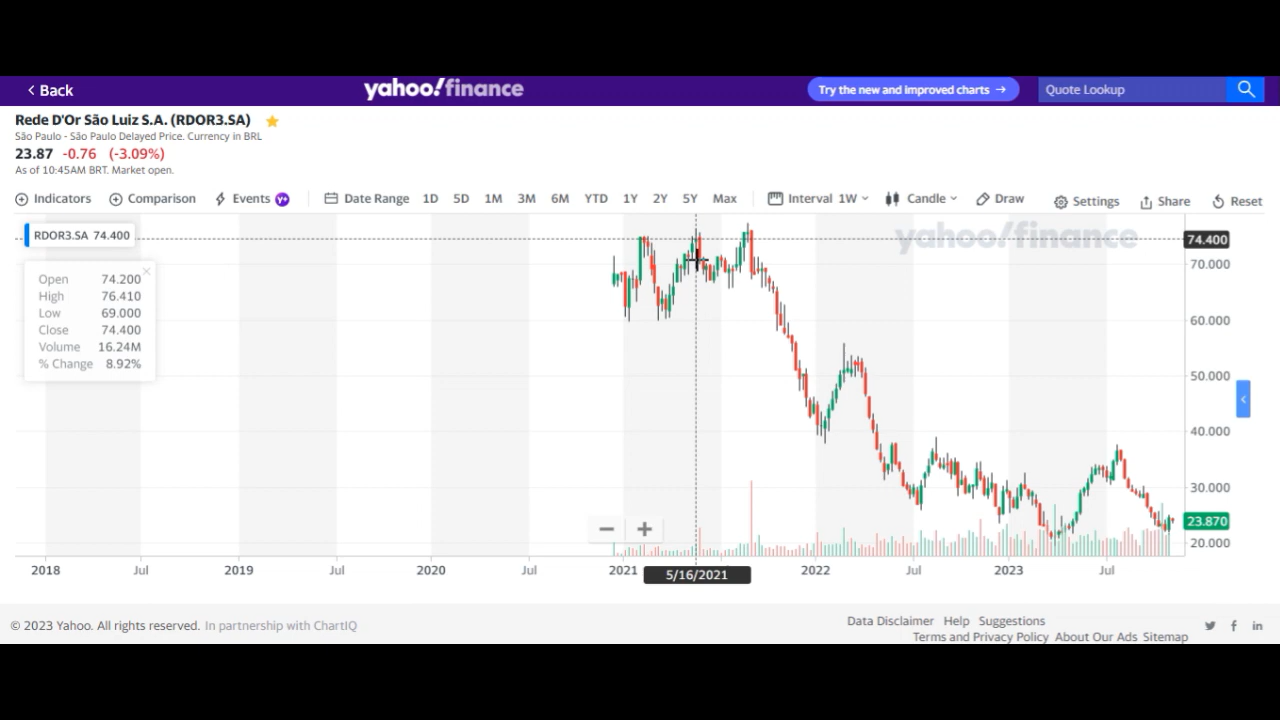 Back
yahoo!finance
Try the new and improved charts →
Quote Lookup
Rede D'Or São Luiz S.A. (RDOR3.SA)
São Paulo - São Paulo Delayed Price. Currency in BRL
23.87 -0.76 (-3.09%)
As of 10:45AM BRT. Market open.
Indicators Comparison Events Y+ Date Range 1D 5D 1M 3M 6M YTD 1Y 2Y 5Y Max Interval 1W Candle Draw Settings Share Reset
RDOR3.SA 74.400
yahoo!finance
74.400
Open 74.200
High 76.410
Low 69.000
Close 74.400
Volume 16.24M
% Change 8.92%
70.000
60.000
50.000
40.000
30.000
23.870
20.000
2018 Jul 2019 Jul 2020 Jul 2021 5/16/2021 2022 Jul 2023 Jul
© 2023 Yahoo. All rights reserved. In partnership with ChartIQ
Data Disclaimer Help Suggestions
Terms and Privacy Policy About Our Ads Sitemap